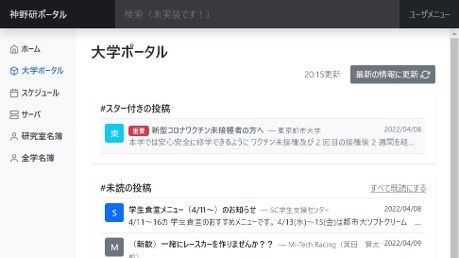 神野研ポータル
検索（未実装です！）
ユーザメニュー
ホーム
大学ポータル
スケジュール
サーバ
研究室名簿
全学名簿
大学ポータル
20:15更新
最新の情報に更新
#スター付きの投稿
東
重要 新型コロナワクチン未接種者の方へ — 東京都市大学
2022/04/08
本学では安心安全に修学できるように ワクチン未接種及び 2 回目の接種後 2 週間を経...
#未読の投稿
すべて既読にする
S
学生食堂メニュー（4/11～）のお知らせ — SC学生支援センター
2022/04/08
4/11～16の 学生食堂のおすすめメニューです。 4/13(水)～15(金)は都市大ソフトクリーム ...
M
（新歓）一緒にレースカーを作りませんか？？ — Mi-Tech Racing（箕田 賢太
2022/04/09